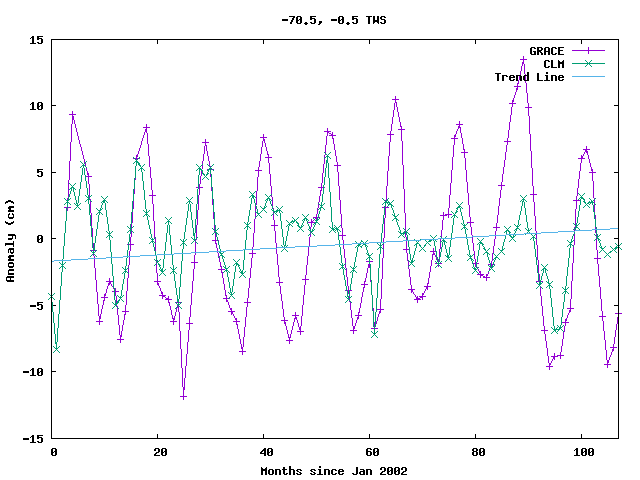 -70.5, -0.5 TWS
GRACE
CLM
Trend Line
Anomaly (cm)
15
10
5
0
-5
-10
-15
0 20 40 60 80 100
Months since Jan 2002